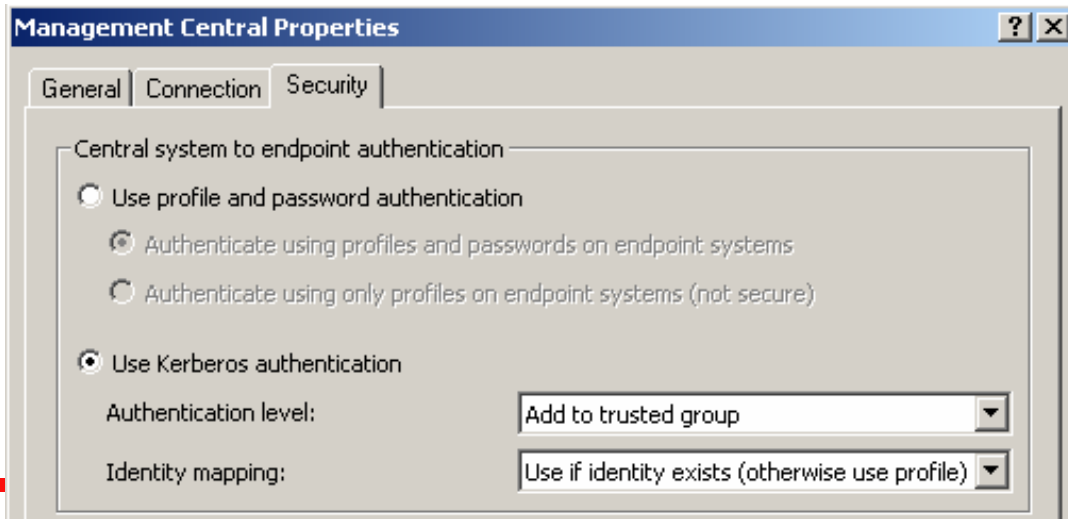 Management Central Properties
General Connection Security
Central system to endpoint authentication
Use profile and password authentication
Authenticate using profiles and passwords on endpoint systems
Authenticate using only profiles on endpoint systems (not secure)
Use Kerberos authentication
Authentication level: Add to trusted group
Identity mapping: Use if identity exists (otherwise use profile)